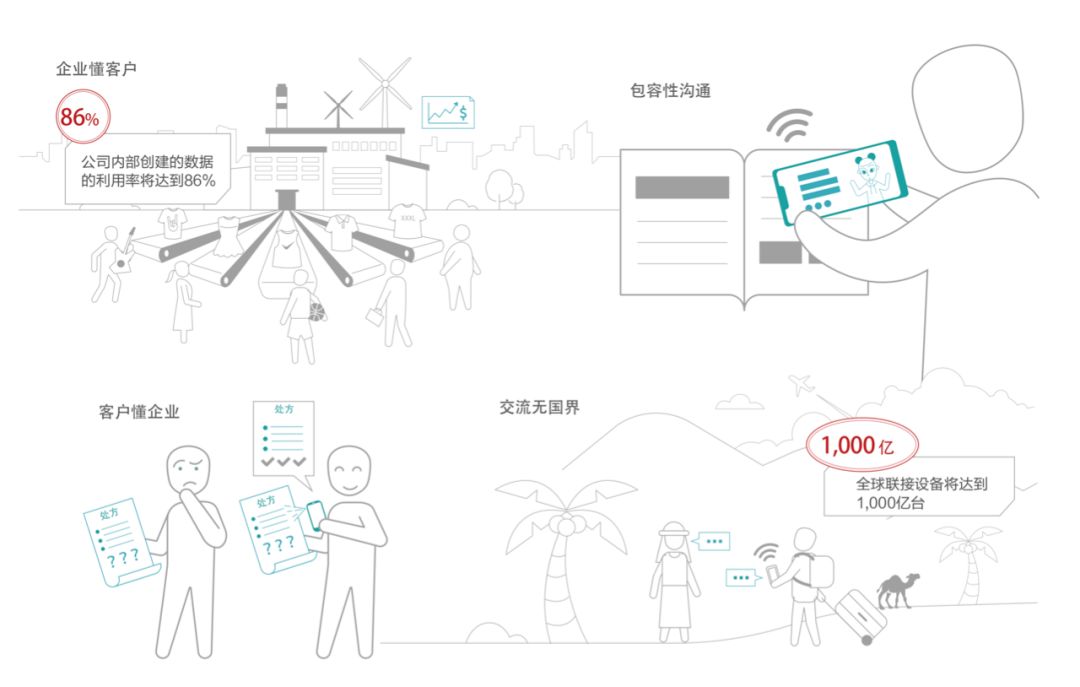 企业懂客户
86%
公司内部创建的数据
的利用率将达到86%
$
XXXL
包容性沟通
客户懂企业
处方
???
处方
处方
???
交流无国界
1,000 亿
全球联接设备将达到
1,000亿台